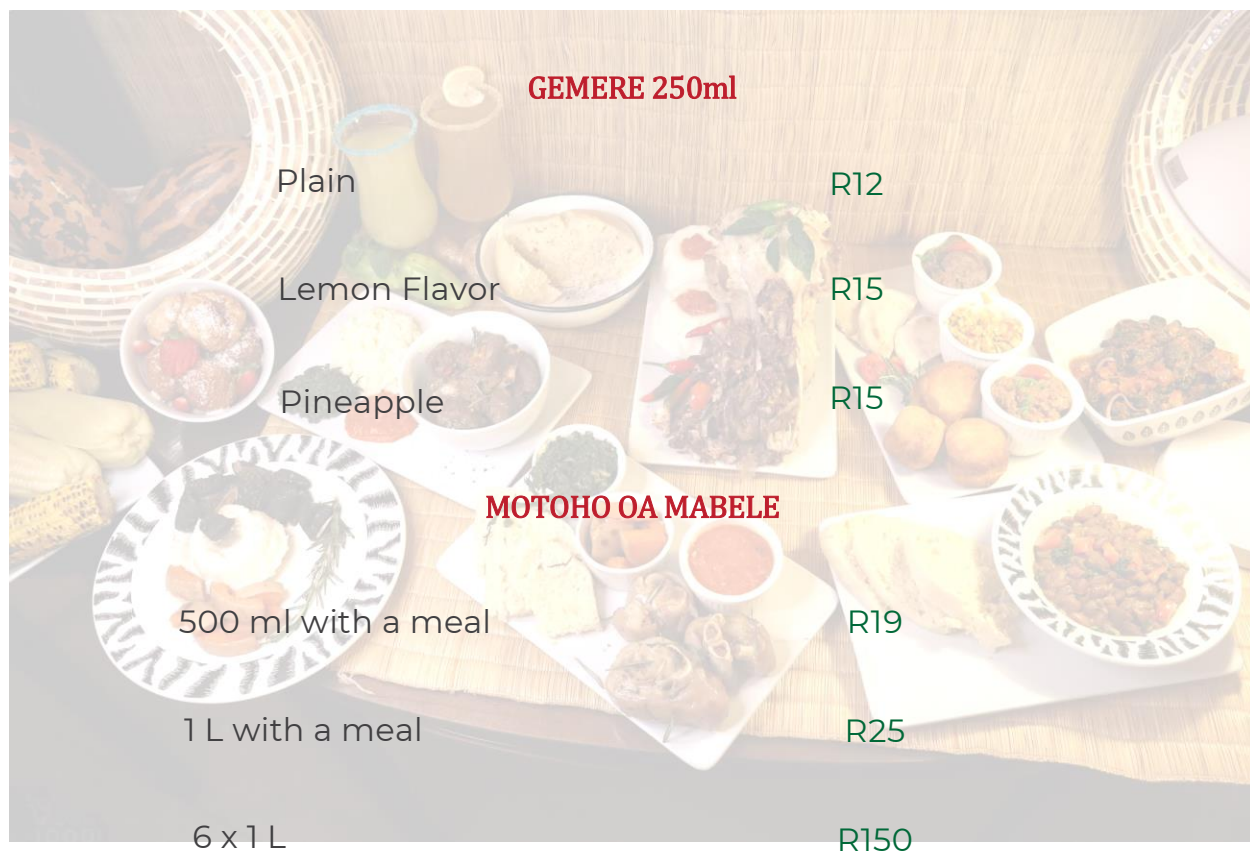 GEMERE 250ml
Plain R12
Lemon Flavor R15
Pineapple R15
MOTOHO OA MABELE
500 ml with a meal R19
1 L with a meal R25
6 x 1 L R150